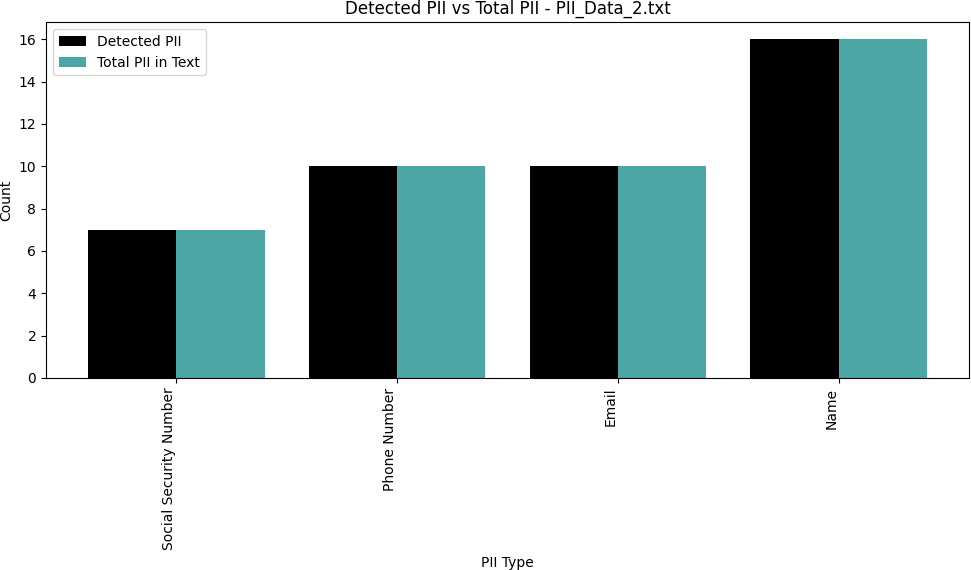 Detected PII vs Total PII - PII_Data_2.txt
Detected PII
Total PII in Text
Count
16
14
12
10
8
6
4
2
0
Social Security Number
Phone Number
Email
Name
PII Type